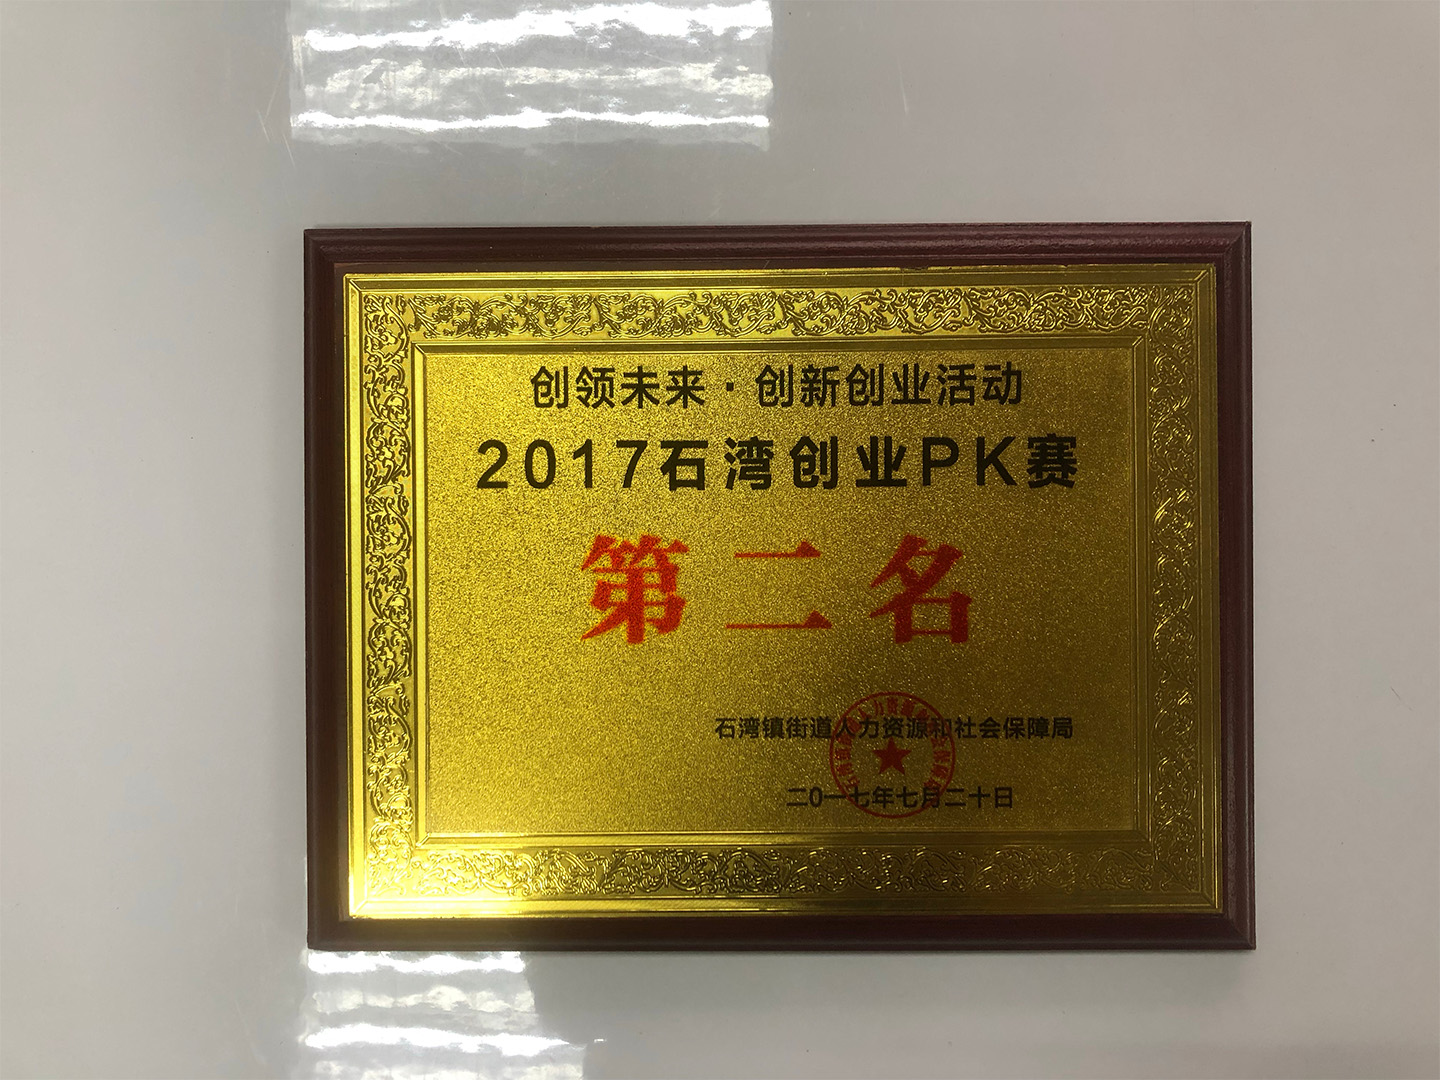 创领未来·创新创业活动
2017石湾创业PK赛
第二名
石湾镇街道人力资源和社会保障局
二0一七年七月二十日